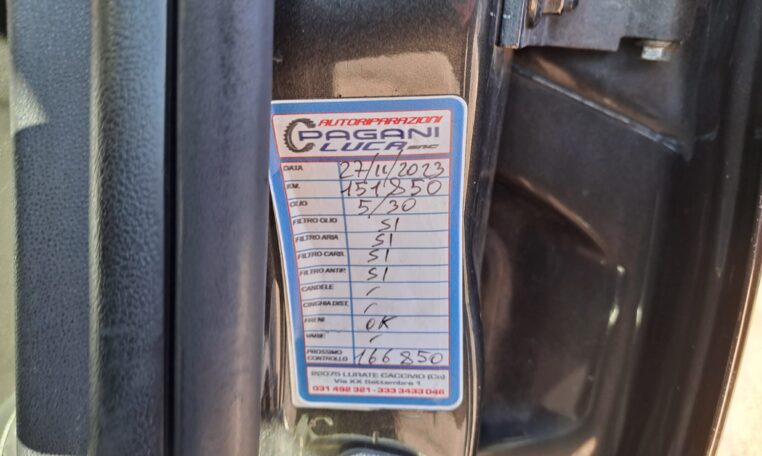 AUTORIPARAZIONI
PAGANI
LUCA SNC
DATA 27/11/2023
KM. 151850
OLIO 5/30
FILTRO OLIO SI
FILTRO ARIA SI
FILTRO CARB. SI
FILTRO ANTIP. SI
CANDELE -
CINGHIA DIST. -
FRENI OK
VARIE -
PROSSIMO CONTROLLO 166850
22075 LURATE CACCIVIO (Co)
Via XX Settembre 1
031 492 321 - 333 3433 046